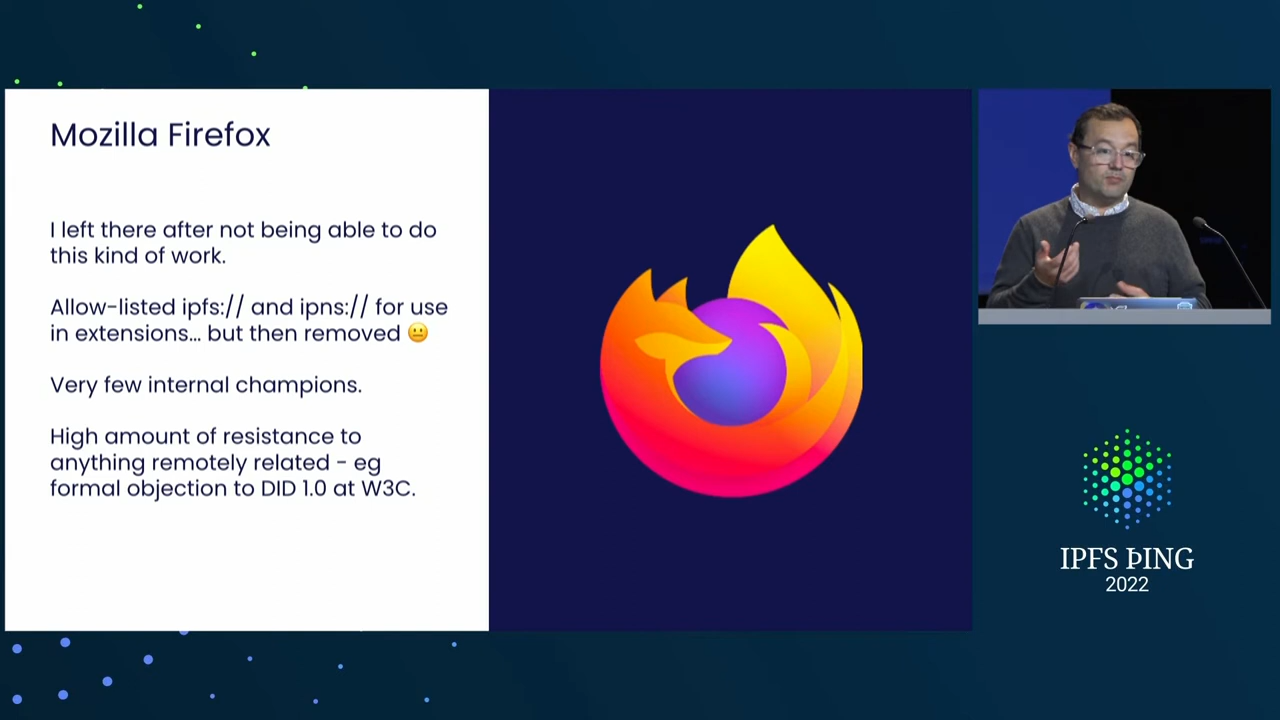 Mozilla Firefox
I left there after not being able to do
this kind of work.
Allow-listed ipfs:// and ipns:// for use
in extensions... but then removed 😐
Very few internal champions.
High amount of resistance to
anything remotely related - eg
formal objection to DID 1.0 at W3C.
IPFS ÞING
2022